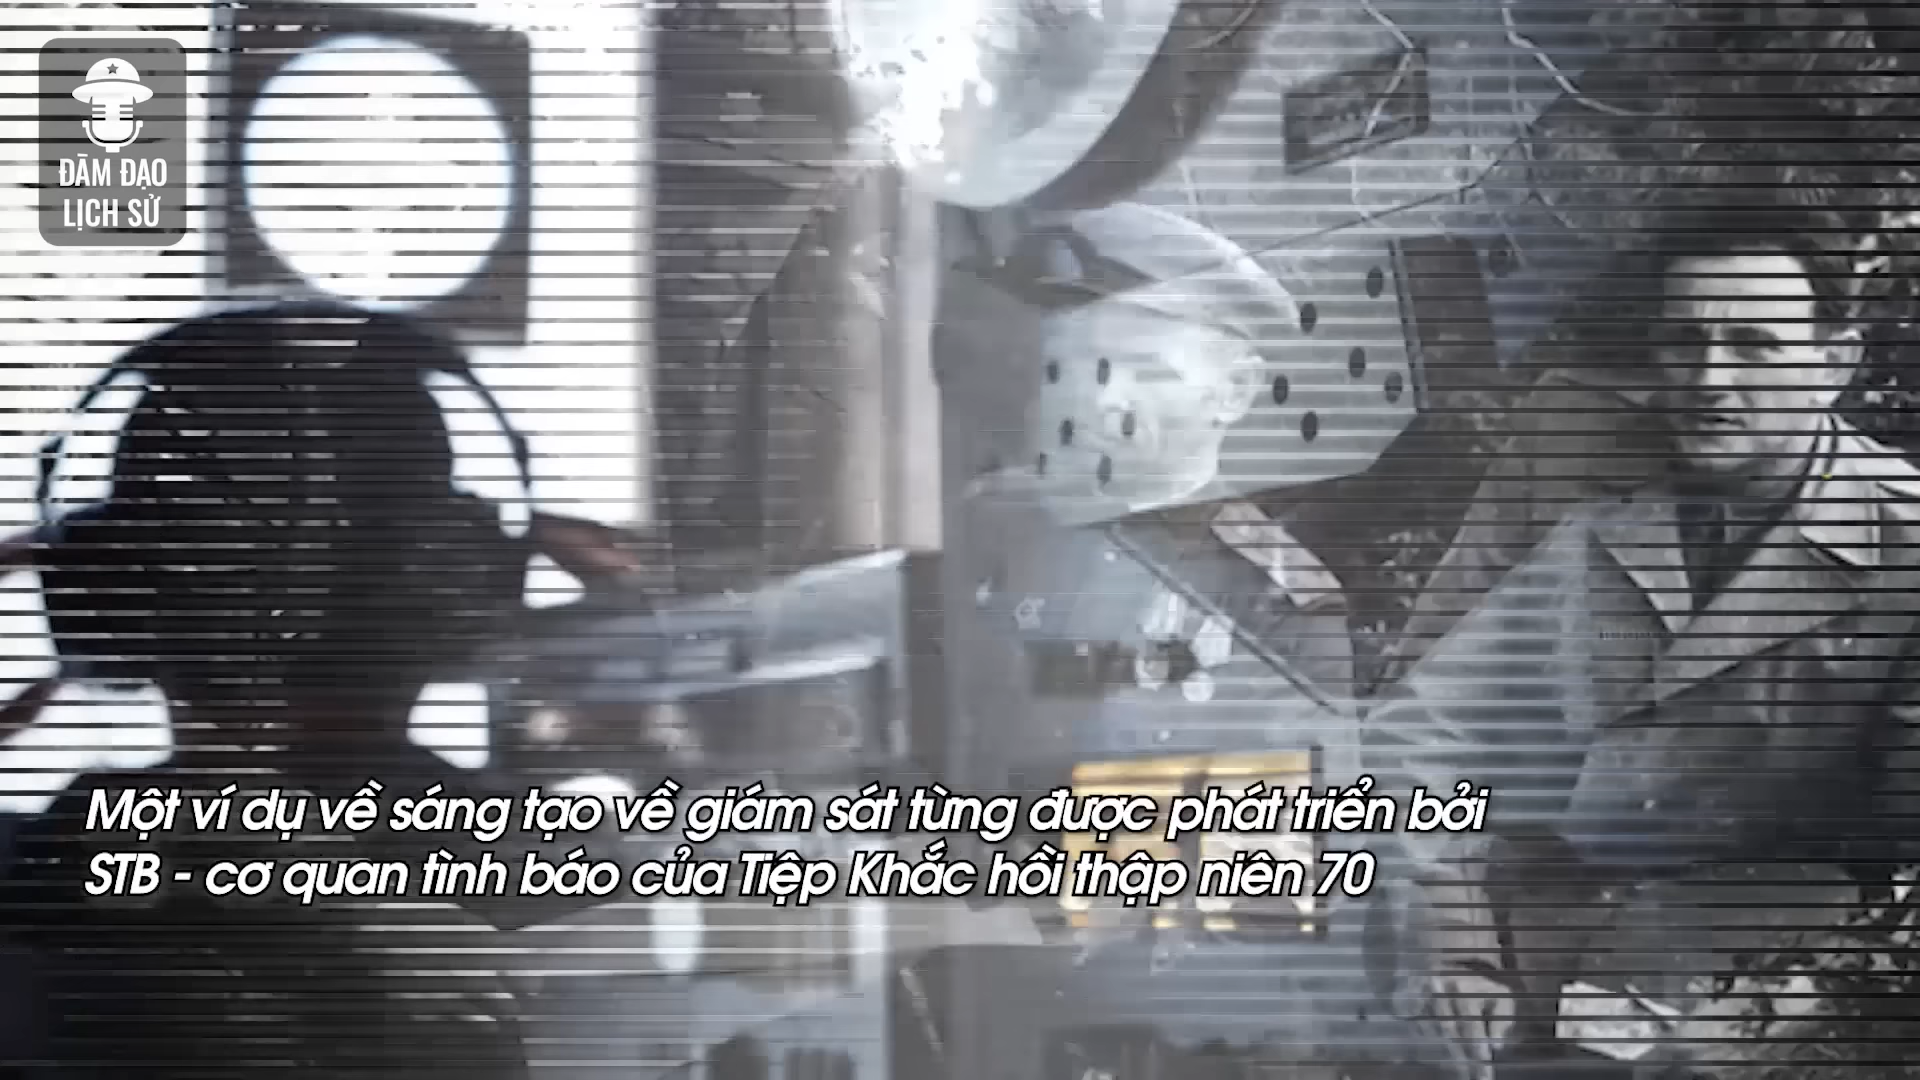 ĐÀM ĐẠO
LỊCH SỬ
Một ví dụ về sáng tạo về giám sát từng được phát triển bởi
STB - cơ quan tình báo của Tiệp Khắc hồi thập niên 70